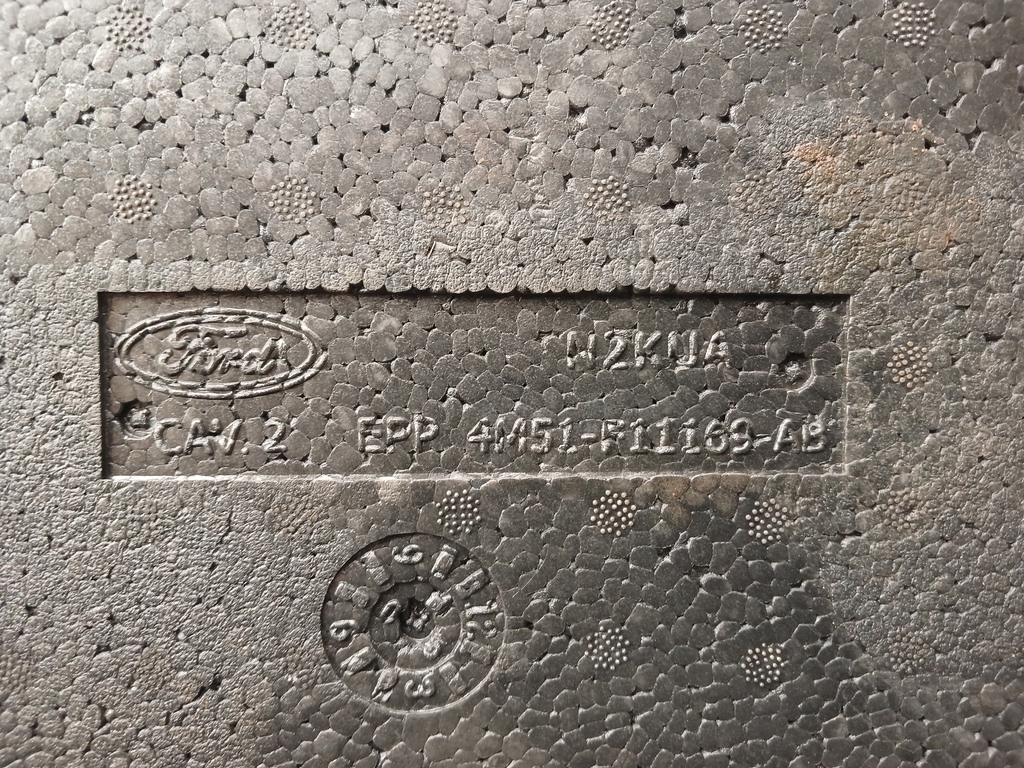 Ford N2KNA
CAV. 2 EPP 4M51-R11169-AB